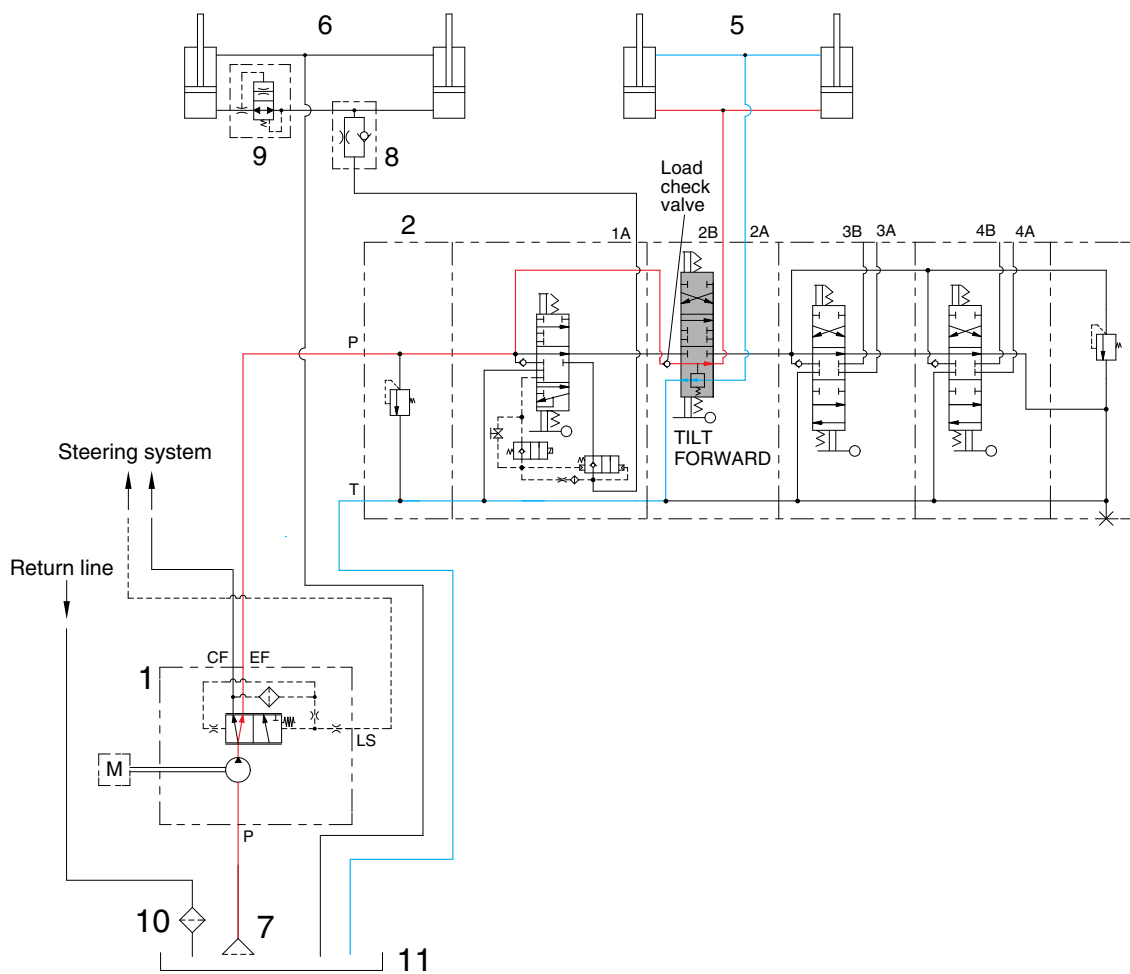 6
5
9
8
Load
check
valve
2
1A
2B
2A
3B
3A
4B
4A
P
TILT
FORWARD
Steering system
T
Return line
CF
EF
1
LS
M
P
10
7
11